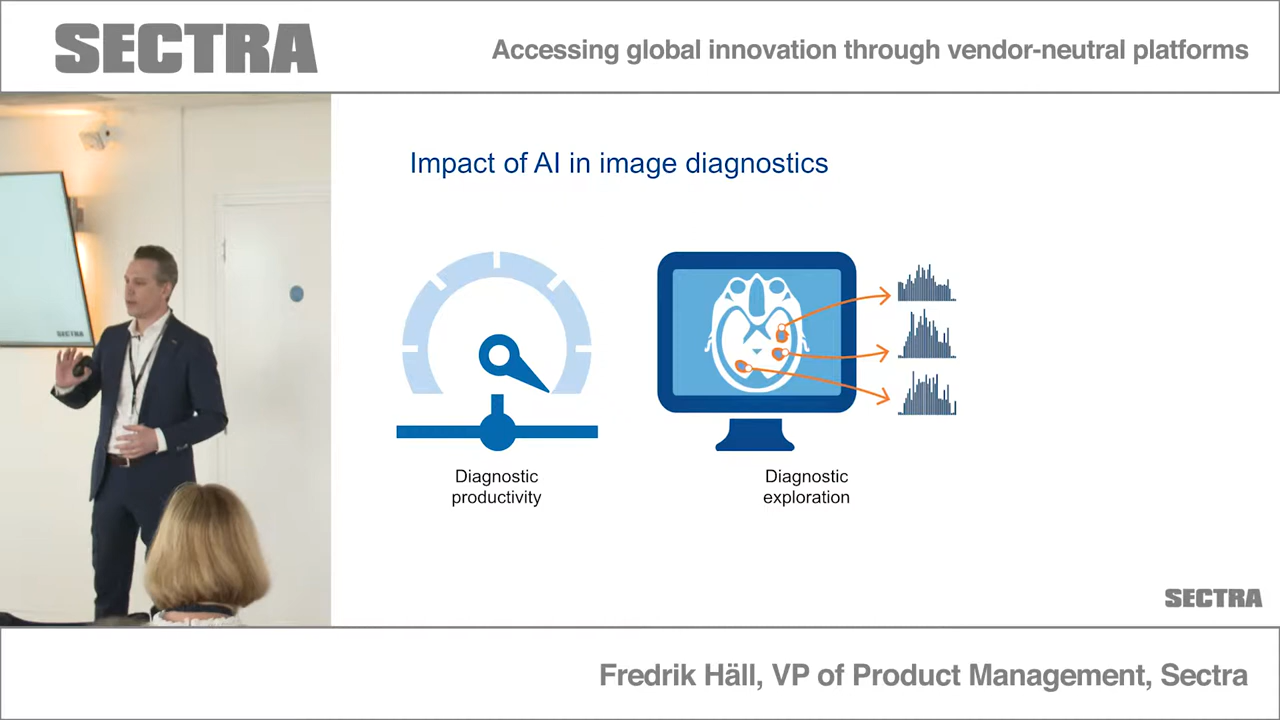 SECTRA
Accessing global innovation through vendor-neutral platforms
SECTRA
Impact of AI in image diagnostics
Diagnostic
productivity
Diagnostic
exploration
SECTRA
Fredrik Häll, VP of Product Management, Sectra